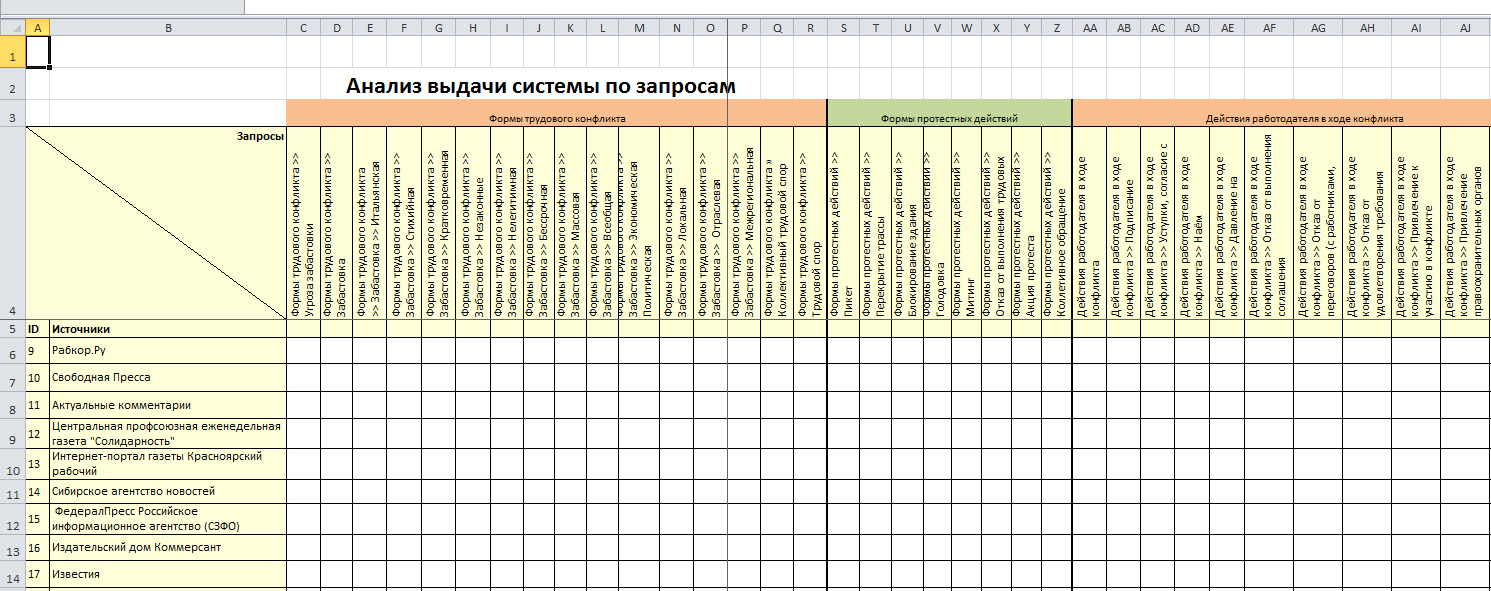 A B C D E F G H I J K L M N O P Q R S T U V W X Y Z AA AB AC AD AE AF AG AH AI AJ
1
2 Анализ выдачи системы по запросам
3 Формы трудового конфликта Формы протестных действий Действия работодателя в ходе конфликта
4 Запросы
Формы трудового конфликта >>
Угроза забастовки
Формы трудового конфликта >>
Забастовка
Формы трудового конфликта
>> Забастовка >> Итальянская
Формы трудового конфликта >>
Забастовка >> Стихийная
Формы трудового конфликта >>
Забастовка >> Кратковременная
Формы трудового конфликта >>
Забастовка >> Незаконные
Формы трудового конфликта >>
Забастовка >> Нелегитимная
Формы трудового конфликта >>
Забастовка >> Бессрочная
Формы трудового конфликта >>
Забастовка >> Массовая
Формы трудового конфликта >>
Забастовка >> Всеобщая
Формы трудового конфликта >>
Забастовка >> Экономическая
Политическая
Формы трудового конфликта >>
Забастовка >> Локальная
Формы трудового конфликта >>
Забастовка >> Отраслевая
Формы трудового конфликта >>
Забастовка >> Межрегиональная
Формы трудового конфликта »
Коллективный трудовой спор
Формы трудового конфликта >>
Трудовой спор
Формы протестных действий >>
Пикет
Формы протестных действий >>
Перекрытие трассы
Формы протестных действий >>
Блокирование здания
Формы протестных действий >>
Голодовка
Формы протестных действий >>
Митинг
Формы протестных действий >>
Отказ от выполнения трудовых
Формы протестных действий >>
Акция протеста
Формы протестных действий >>
Коллетивное обращение
Действия работодателя в ходе
конфликта
Действия работодателя в ходе
конфликта >> Подписание
Действия работодателя в ходе
конфликта >> Уступки, согласие с
Действия работодателя в ходе
конфликта >> Наём
Действия работодателя в ходе
конфликта >> Давление на
Действия работодателя в ходе
конфликта >> Отказ от выполнения
соглашения
Действия работодателя в ходе
конфликта >> Отказ от
переговоров (с работниками,
Действия работодателя в ходе
конфликта >> Отказ от
удовлетворения требования
Действия работодателя в ходе
конфликта >> Привлечение к
участию в конфликте
Действия работодателя в ходе
конфликта >> Привлечение
правоохранительных органов
5 ID Источники
6 9 Рабкор.Ру
7 10 Свободная Пресса
8 11 Актуальные комментарии
9 12 Центральная профсоюзная еженедельная
газета "Солидарность"
10 13 Интернет-портал газеты Красноярский
рабочий
11 14 Сибирское агентство новостей
12 15 ФедералПресс Российское
информационное агентство (СЗФО)
13 16 Издательский дом Коммерсант
14 17 Известия